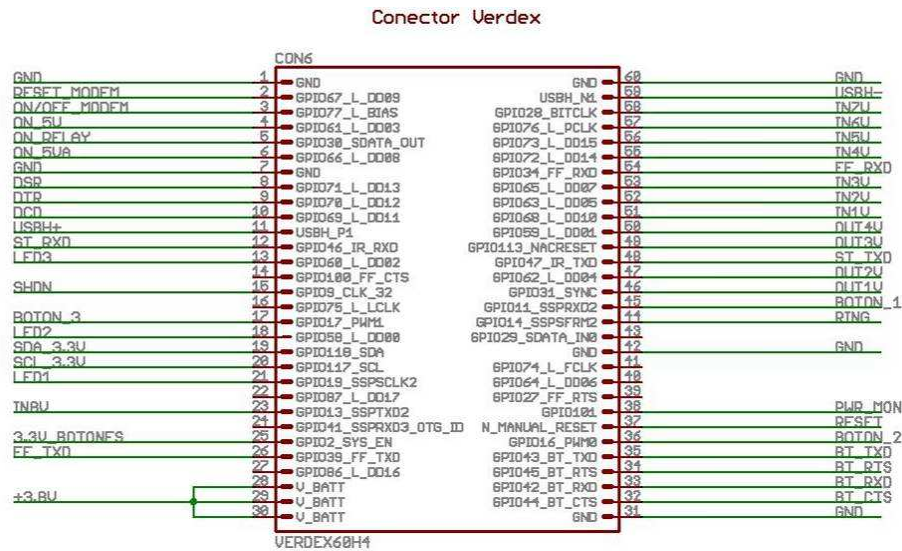 Conector Verdex
CON6
GND 1 GND GND 60 GND
RESET_MODEM 2 GPIO67_L_DD09 USBH_N1 59 USBH-
ON/OFF_MODEM 3 GPIO77_L_BIAS GPIO28_BITCLK 58 IN7V
ON_5V 4 GPIO61_L_DD03 GPIO76_L_PCLK 57 IN6V
ON_RELAY 5 GPIO30_SDATA_OUT GPIO73_L_DD15 56 IN5V
ON_5VA 6 GPIO66_L_DD08 GPIO72_L_DD14 55 IN4V
GND 7 GND GPIO34_FF_RXD 54 FF_RXD
DSR 8 GPIO71_L_DD13 GPIO65_L_DD07 53 IN3V
DTR 9 GPIO70_L_DD12 GPIO63_L_DD05 52 IN2V
DCD 10 GPIO69_L_DD11 GPIO68_L_DD10 51 IN1V
USBH+ 11 USBH_P1 GPIO59_L_DD01 50 OUT4V
ST_RXD 12 GPIO46_IR_RXD GPIO113_NACRESET 49 OUT3V
LED3 13 GPIO60_L_DD02 GPIO47_IR_TXD 48 ST_TXD
14 GPIO100_FF_CTS GPIO62_L_DD04 47 OUT2V
SHDN 15 GPIO9_CLK_32 GPIO31_SYNC 46 OUT1V
16 GPIO75_L_LCLK GPIO11_SSPRXD2 45 BOTON_1
BOTON_3 17 GPIO17_PWM1 GPIO14_SSPSFRM2 44 RING
LED2 18 GPIO58_L_DD00 GPIO29_SDATA_IN0 43
SDA_3.3V 19 GPIO118_SDA GND 42 GND
SCL_3.3V 20 GPIO117_SCL GPIO74_L_FCLK 41
LED1 21 GPIO19_SSPSCLK2 GPIO64_L_DD06 40
22 GPIO87_L_DD17 GPIO27_FF_RTS 39
IN8V 23 GPIO13_SSPTXD2 GPIO101 38 PWR_MON
24 GPIO41_SSPRXD3_OTG_ID N_MANUAL_RESET 37 RESET
3.3V_BOTONES 25 GPIO2_SYS_EN GPIO16_PWM0 36 BOTON_2
FF_TXD 26 GPIO39_FF_TXD GPIO43_BT_TXD 35 BT_TXD
27 GPIO86_L_DD16 GPIO45_BT_RTS 34 BT_RTS
28 V_BATT GPIO42_BT_RXD 33 BT_RXD
+3.8V 29 V_BATT GPIO44_BT_CTS 32 BT_CTS
30 V_BATT GND 31 GND
VERDEX60H4